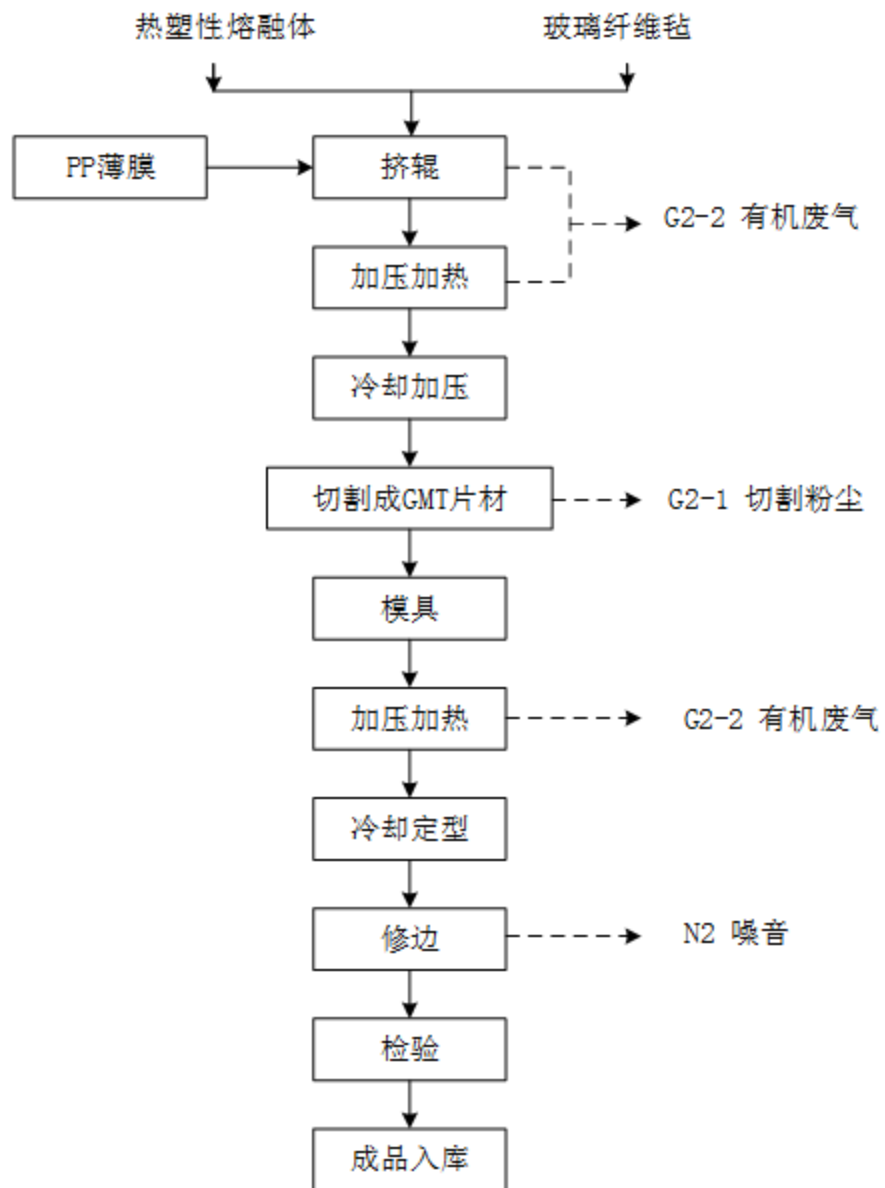 热塑性熔融体
玻璃纤维毡
PP薄膜
挤辊
G2-2 有机废气
加压加热
冷却加压
切割成GMT片材
G2-1 切割粉尘
模具
加压加热
G2-2 有机废气
冷却定型
修边
N2 噪音
检验
成品入库